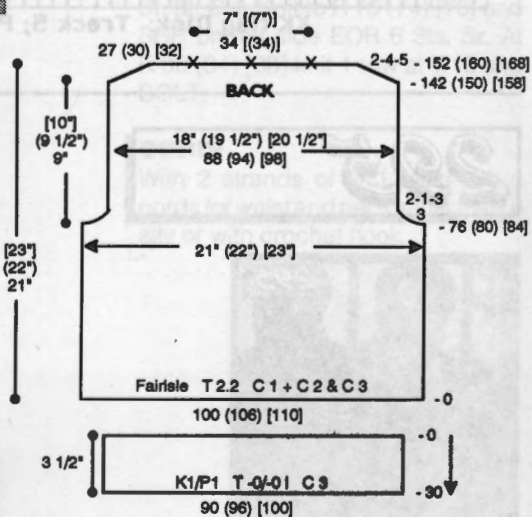 7" [(7")]
27 (30) [32]
34 [(34)]
2-4-5
- 152 (160) [168]
- 142 (150) [158]
BACK
[10"]
(9 1/2")
9"
18" (19 1/2") [20 1/2"]
88 (94) [98]
2-1-3
3
- 76 (80) [84]
[23"]
(22")
21"
21" (22") [23"]
Fairisle T 2.2 C 1 + C 2 & C 3
- 0
100 (106) [110]
- 0
3 1/2"
K1/P1 T -0/-0 I C 3
- 30
90 (96) [100]